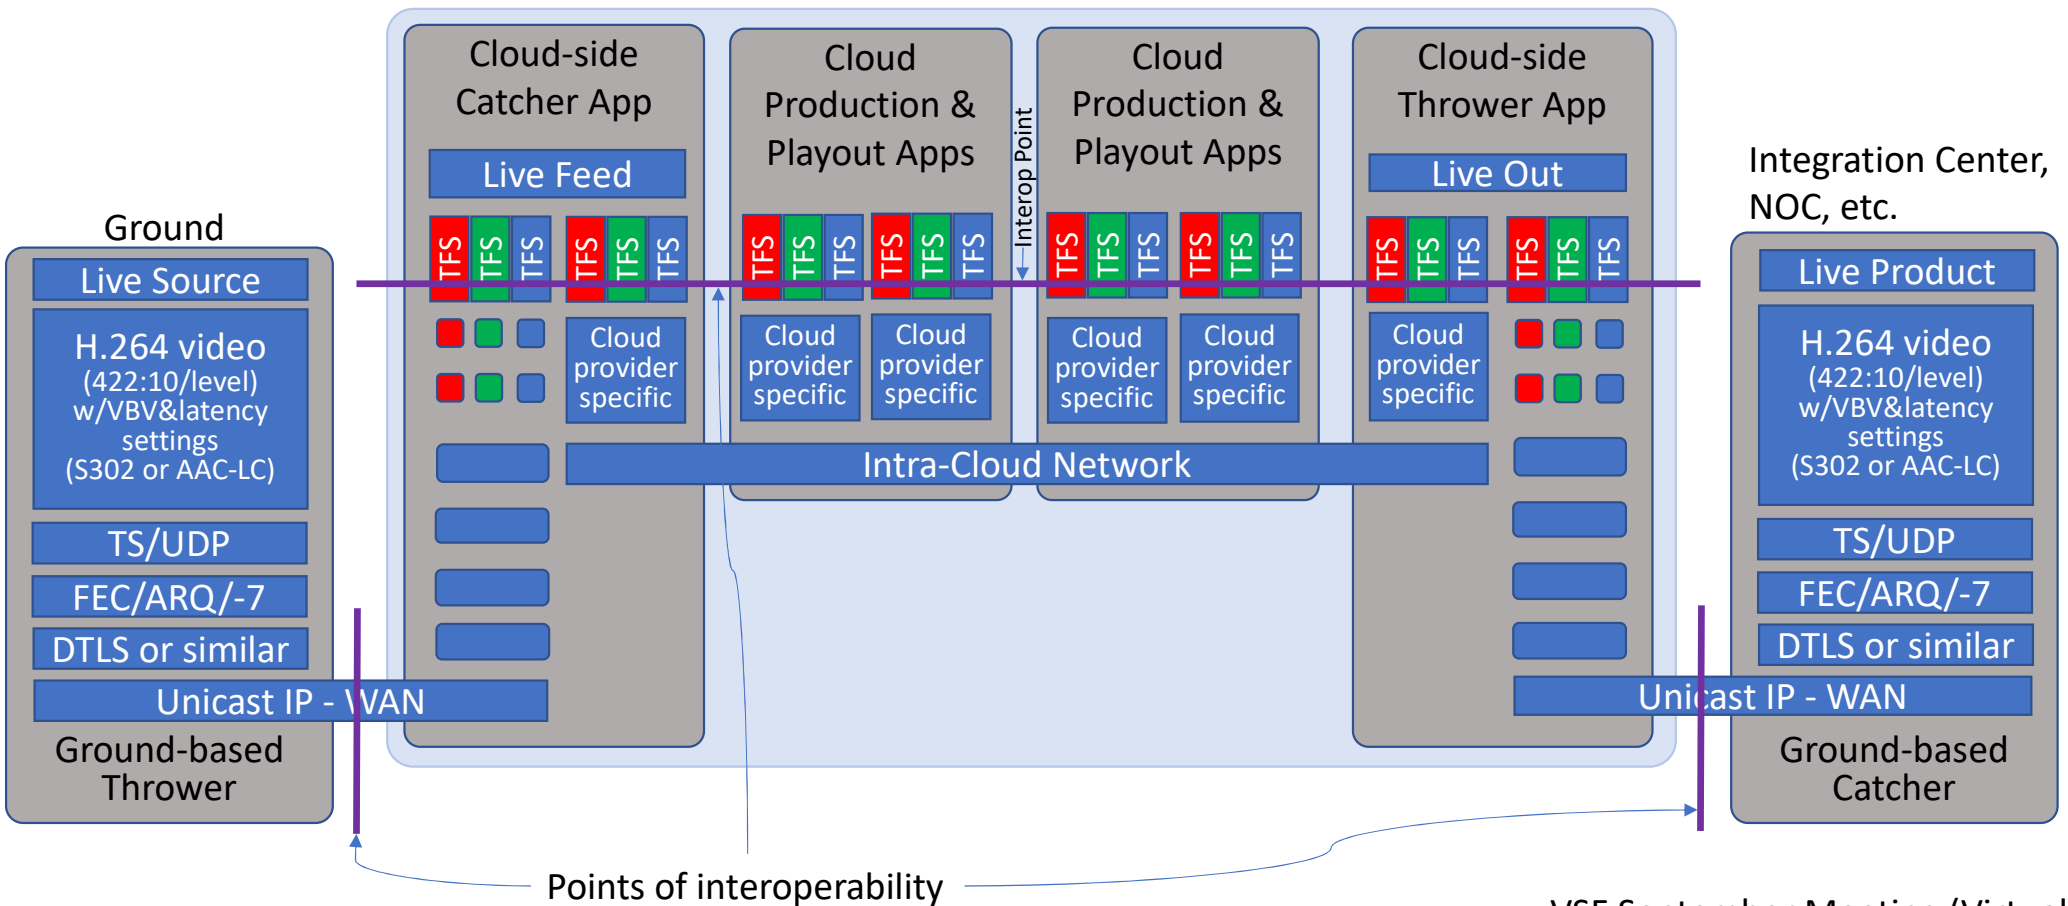 Ground
Live Source
H.264 video
(422:10/level)
w/VBV&latency
settings
(S302 or AAC-LC)
TS/UDP
FEC/ARQ/-7
DTLS or similar
Unicast IP - WAN
Ground-based
Thrower
Cloud-side
Catcher App
Live Feed
TFS
TFS
TFS
TFS
TFS
TFS
Cloud
provider
specific
Cloud
Production &
Playout Apps
TFS
TFS
TFS
TFS
TFS
TFS
Cloud
provider
specific
Cloud
provider
specific
Interop Point
Cloud
Production &
Playout Apps
TFS
TFS
TFS
TFS
TFS
TFS
Cloud
provider
specific
Cloud
provider
specific
Cloud-side
Thrower App
Live Out
TFS
TFS
TFS
TFS
TFS
TFS
Cloud
provider
specific
Intra-Cloud Network
Integration Center,
NOC, etc.
Live Product
H.264 video
(422:10/level)
w/VBV&latency
settings
(S302 or AAC-LC)
TS/UDP
FEC/ARQ/-7
DTLS or similar
Unicast IP - WAN
Ground-based
Catcher
Points of interoperability
VSF September Meeting (Virtual